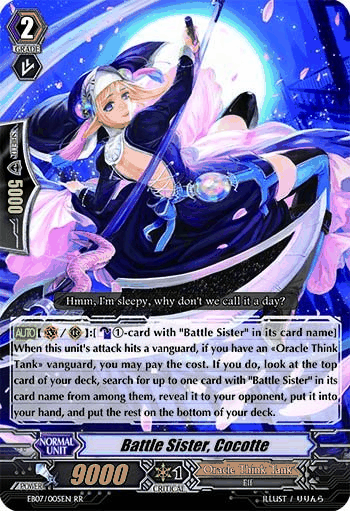 2
GRADE
SHIELD
5000
Hmm, I'm sleepy, why don't we call it a day?
AUTO [ / ]:[ ①-card with "Battle Sister" in its card name]
When this unit's attack hits a vanguard, if you have an «Oracle Think
Tank» vanguard, you may pay the cost. If you do, look at the top
card of your deck, search for up to one card with "Battle Sister" in its
card name from among them, reveal it to your opponent, put it into
your hand, and put the rest on the bottom of your deck.
NORMAL
UNIT
Battle Sister, Cocotte
POWER 9000
1
CRITICAL
Oracle Think Tank
Elf
EB07/005EN RR
ILLUST /